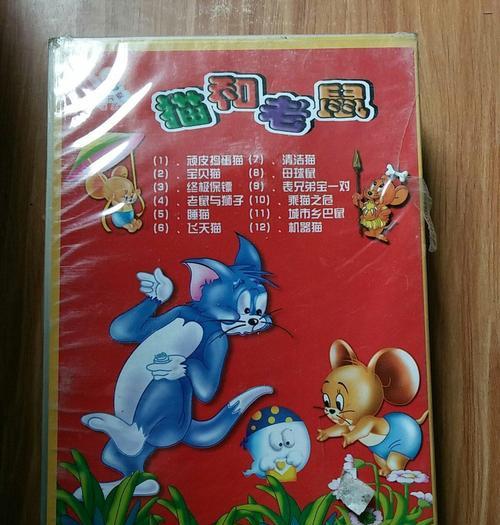 猫和老鼠
(1) 、顽皮捣蛋猫 (7) 、清洁猫
(2) 、宝贝猫 (8) 、母球鼠
(3) 、终极保镖 (9) 、表兄弟宝一对
(4) 、老鼠与狮子 (10) 、乘猫之危
(5) 、睡猫 (11) 、城市乡巴鼠
(6) 、飞天猫 (12) 、机器猫